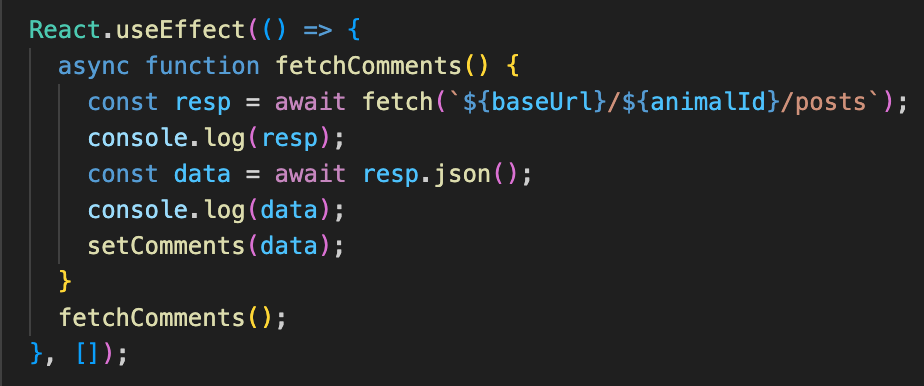 React.useEffect(() => {
async function fetchComments() {
const resp = await fetch(`${baseUrl}/${animalId}/posts`);
console.log(resp);
const data = await resp.json();
console.log(data);
setComments(data);
}
fetchComments();
}, []);